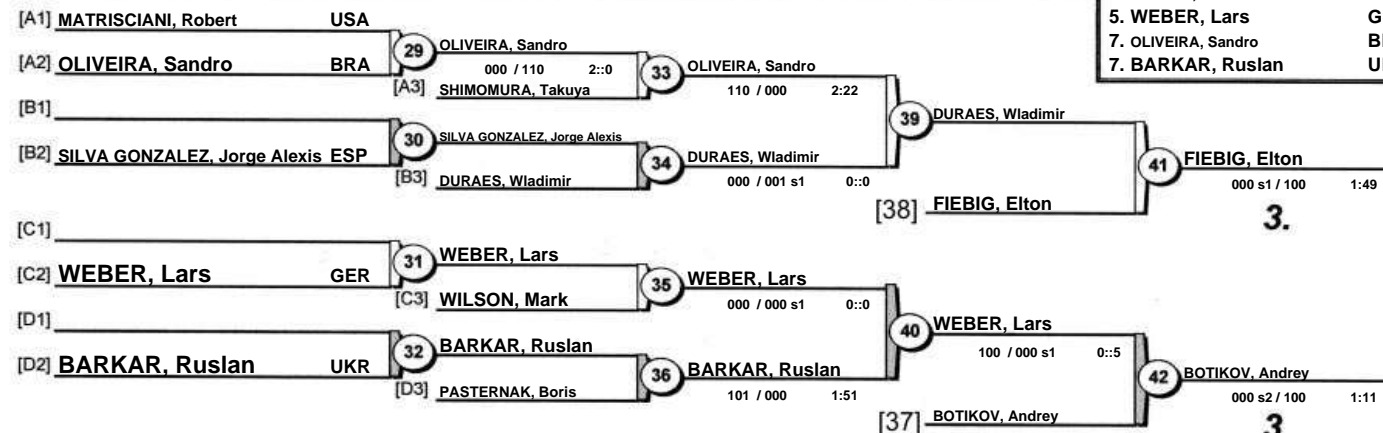 5. WEBER, Lars G
7. OLIVEIRA, Sandro B
7. BARKAR, Ruslan U
[A1] MATRISCIANI, Robert USA
[A2] OLIVEIRA, Sandro BRA
29
OLIVEIRA, Sandro
000 / 110 2::0
[A3] SHIMOMURA, Takuya
33
OLIVEIRA, Sandro
110 / 000 2:22
[B1]
[B2] SILVA GONZALEZ, Jorge Alexis ESP
30
SILVA GONZALEZ, Jorge Alexis
[B3] DURAES, Wladimir
34
DURAES, Wladimir
000 / 001 s1 0::0
39
DURAES, Wladimir
[38] FIEBIG, Elton
41
FIEBIG, Elton
000 s1 / 100 1:49
3.
[C1]
[C2] WEBER, Lars GER
31
WEBER, Lars
[C3] WILSON, Mark
35
WEBER, Lars
000 / 000 s1 0::0
[D1]
[D2] BARKAR, Ruslan UKR
32
BARKAR, Ruslan
[D3] PASTERNAK, Boris
36
BARKAR, Ruslan
101 / 000 1:51
40
WEBER, Lars
100 / 000 s1 0::5
[37] BOTIKOV, Andrey
42
BOTIKOV, Andrey
000 s2 / 100 1:11
3